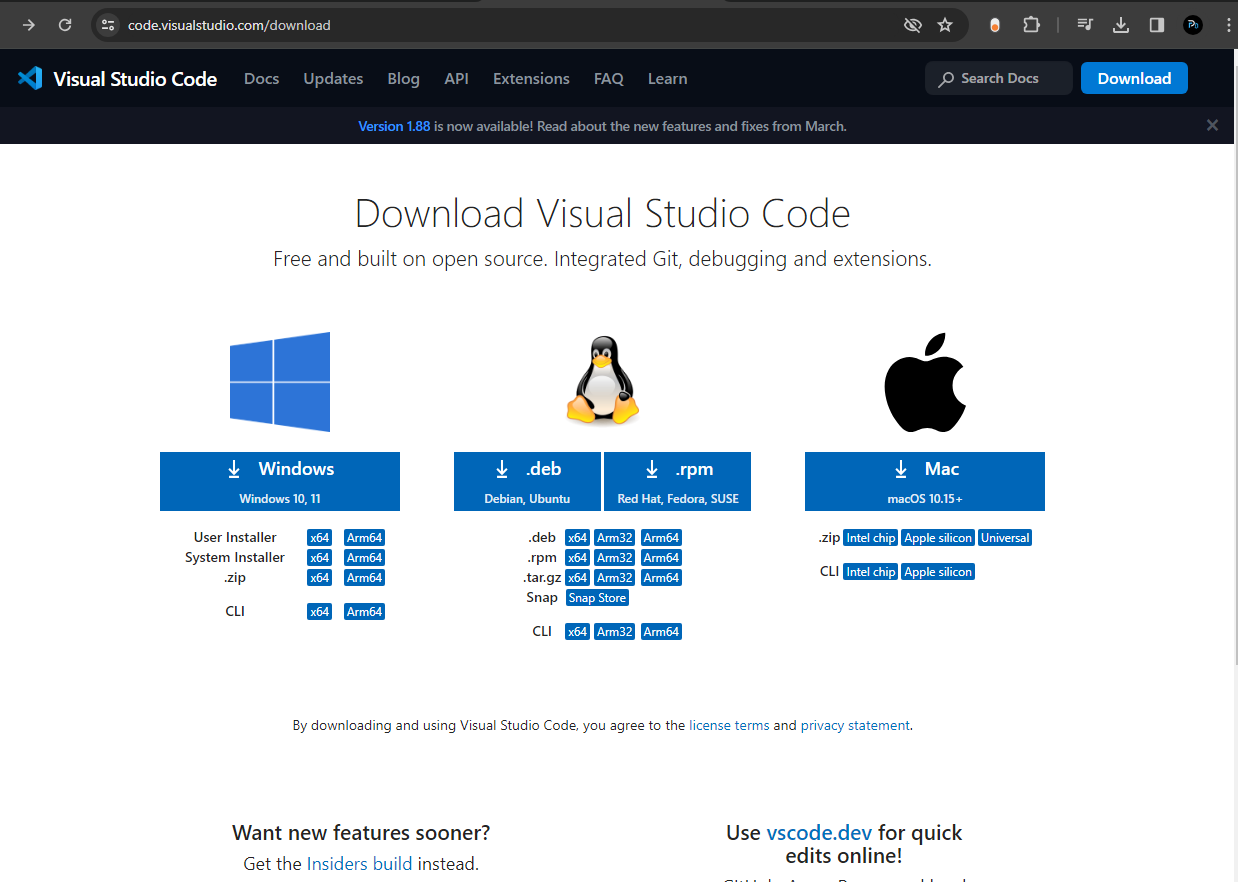 code.visualstudio.com/download
Visual Studio Code Docs Updates Blog API Extensions FAQ Learn Search Docs Download
Version 1.88 is now available! Read about the new features and fixes from March.
Download Visual Studio Code
Free and built on open source. Integrated Git, debugging and extensions.
Windows
Windows 10, 11
User Installer x64 Arm64
System Installer x64 Arm64
.zip x64 Arm64
CLI x64 Arm64
.deb
Debian, Ubuntu
.rpm
Red Hat, Fedora, SUSE
.deb x64 Arm32 Arm64
.rpm x64 Arm32 Arm64
.tar.gz x64 Arm32 Arm64
Snap Snap Store
CLI x64 Arm32 Arm64
Mac
macOS 10.15+
.zip Intel chip Apple silicon Universal
CLI Intel chip Apple silicon
By downloading and using Visual Studio Code, you agree to the license terms and privacy statement.
Want new features sooner?
Get the Insiders build instead.
Use vscode.dev for quick
edits online!